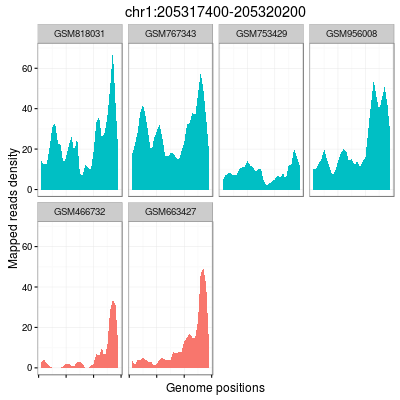 chr1:205317400-205320200
GSM818031 GSM767343 GSM753429 GSM956008
60
40
20
0
GSM466732 GSM663427
60
40
20
0
Mapped reads density
Genome positions